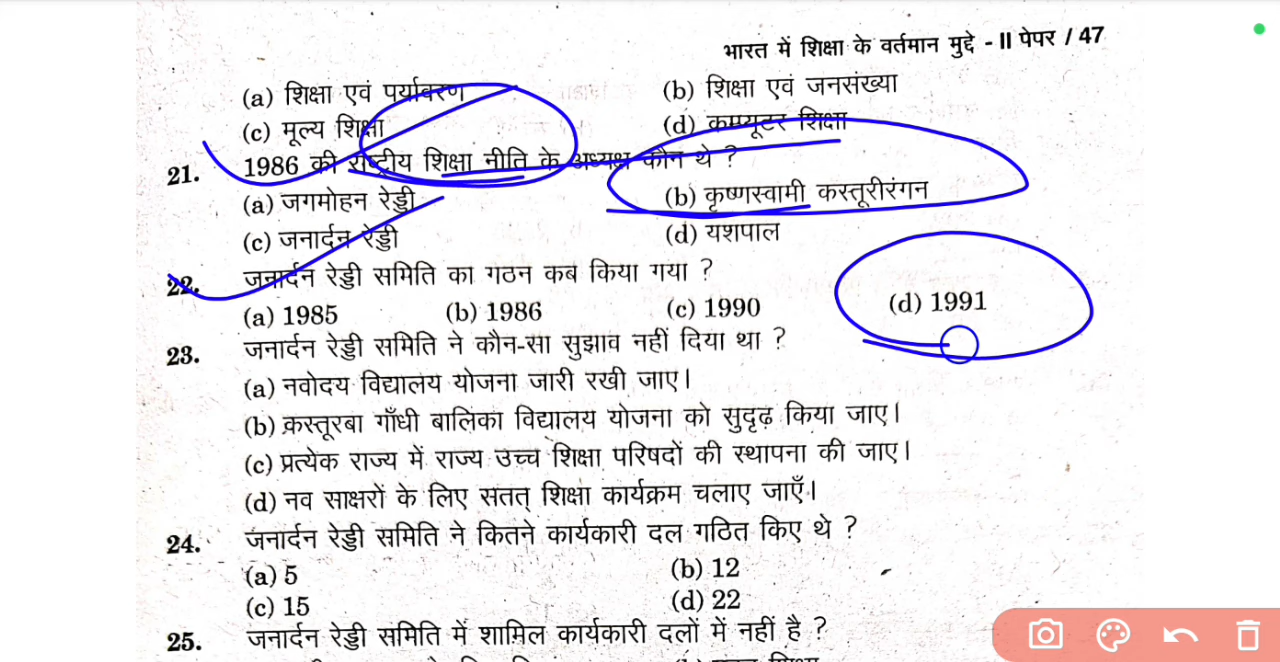 भारत में शिक्षा के वर्तमान मुद्दे - II पेपर / 47
(a) शिक्षा एवं पर्यावरण (b) शिक्षा एवं जनसंख्या
(c) मूल्य शिक्षा (d) कम्प्यूटर शिक्षा
21. 1986 की राष्ट्रीय शिक्षा नीति के अध्यक्ष कौन थे ?
(a) जगमोहन रेड्डी (b) कृष्णस्वामी कस्तूरीरंगन
(c) जनार्दन रेड्डी (d) यशपाल
22. जनार्दन रेड्डी समिति का गठन कब किया गया ?
(a) 1985 (b) 1986 (c) 1990 (d) 1991
23. जनार्दन रेड्डी समिति ने कौन-सा सुझाव नहीं दिया था ?
(a) नवोदय विद्यालय योजना जारी रखी जाए।
(b) कस्तूरबा गाँधी बालिका विद्यालय योजना को सुदृढ़ किया जाए।
(c) प्रत्येक राज्य में राज्य उच्च शिक्षा परिषदों की स्थापना की जाए।
(d) नव साक्षरों के लिए सतत् शिक्षा कार्यक्रम चलाए जाएँ।
24. जनार्दन रेड्डी समिति ने कितने कार्यकारी दल गठित किए थे ?
(a) 5 (b) 12
(c) 15 (d) 22
25. जनार्दन रेड्डी समिति में शामिल कार्यकारी दलों में नहीं है ?